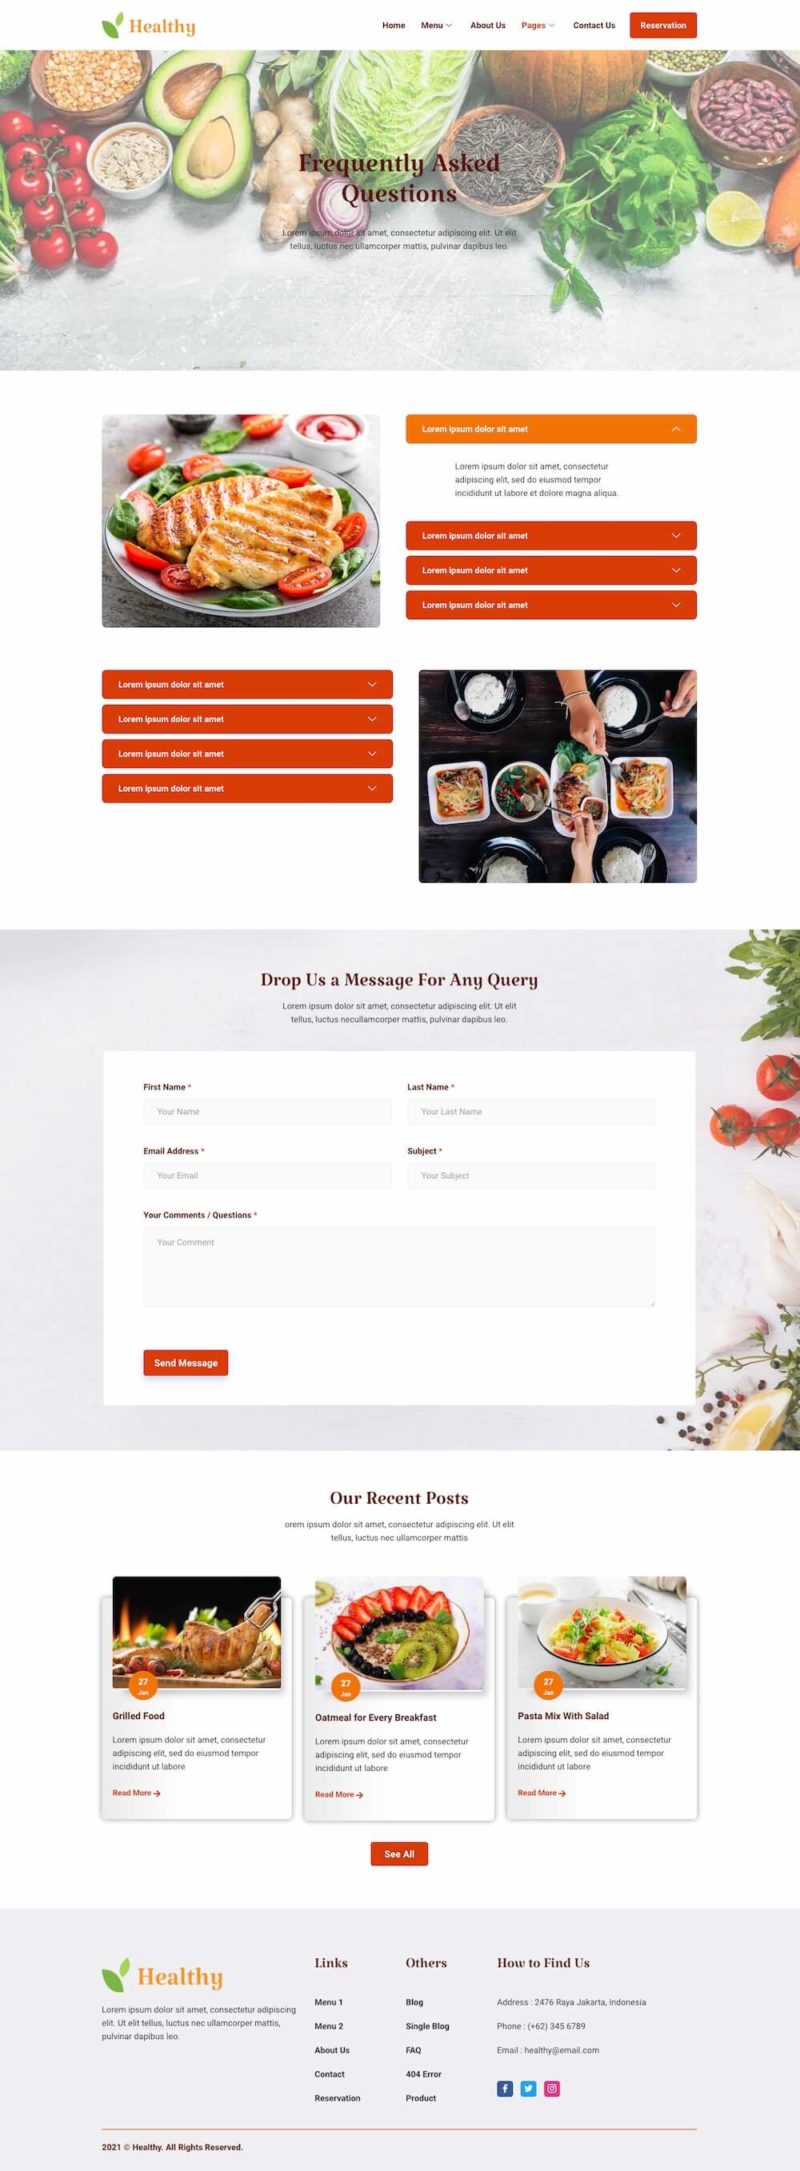 Healthy
Home Menu About Us Pages Contact Us Reservation
Frequently Asked
Questions
Lorem ipsum dolor sit amet, consectetur adipiscing elit. Ut elit
tellus, luctus nec ullamcorper mattis, pulvinar dapibus leo.
Lorem ipsum dolor sit amet
Lorem ipsum dolor sit amet, consectetur
adipiscing elit, sed do eiusmod tempor
incididunt ut labore et dolore magna aliqua.
Lorem ipsum dolor sit amet
Lorem ipsum dolor sit amet
Lorem ipsum dolor sit amet
Lorem ipsum dolor sit amet
Lorem ipsum dolor sit amet
Lorem ipsum dolor sit amet
Lorem ipsum dolor sit amet
Drop Us a Message For Any Query
Lorem ipsum dolor sit amet, consectetur adipiscing elit. Ut elit
tellus, luctus necullamcorper mattis, pulvinar dapibus leo.
First Name *
Your Name
Last Name *
Your Last Name
Email Address *
Your Email
Subject *
Your Subject
Your Comments / Questions *
Your Comment
Send Message
Our Recent Posts
orem ipsum dolor sit amet, consectetur adipiscing elit. Ut elit
tellus, luctus nec ullamcorper mattis
27
Jan
Grilled Food
Lorem ipsum dolor sit amet, consectetur
adipiscing elit, sed do eiusmod tempor
incididunt ut labore
Read More
27
Jan
Oatmeal for Every Breakfast
Lorem ipsum dolor sit amet, consectetur
adipiscing elit, sed do eiusmod tempor
incididunt ut labore
Read More
27
Jan
Pasta Mix With Salad
Lorem ipsum dolor sit amet, consectetur
adipiscing elit, sed do eiusmod tempor
incididunt ut labore
Read More
See All
Healthy
Lorem ipsum dolor sit amet, consectetur adipiscing
elit. Ut elit tellus, luctus nec ullamcorper mattis,
pulvinar dapibus leo.
Links
Menu 1
Menu 2
About Us
Contact
Reservation
Others
Blog
Single Blog
FAQ
404 Error
Product
How to Find Us
Address : 2476 Raya Jakarta, Indonesia
Phone : (+62) 345 6789
Email : healthy@email.com
2021 © Healthy. All Rights Reserved.